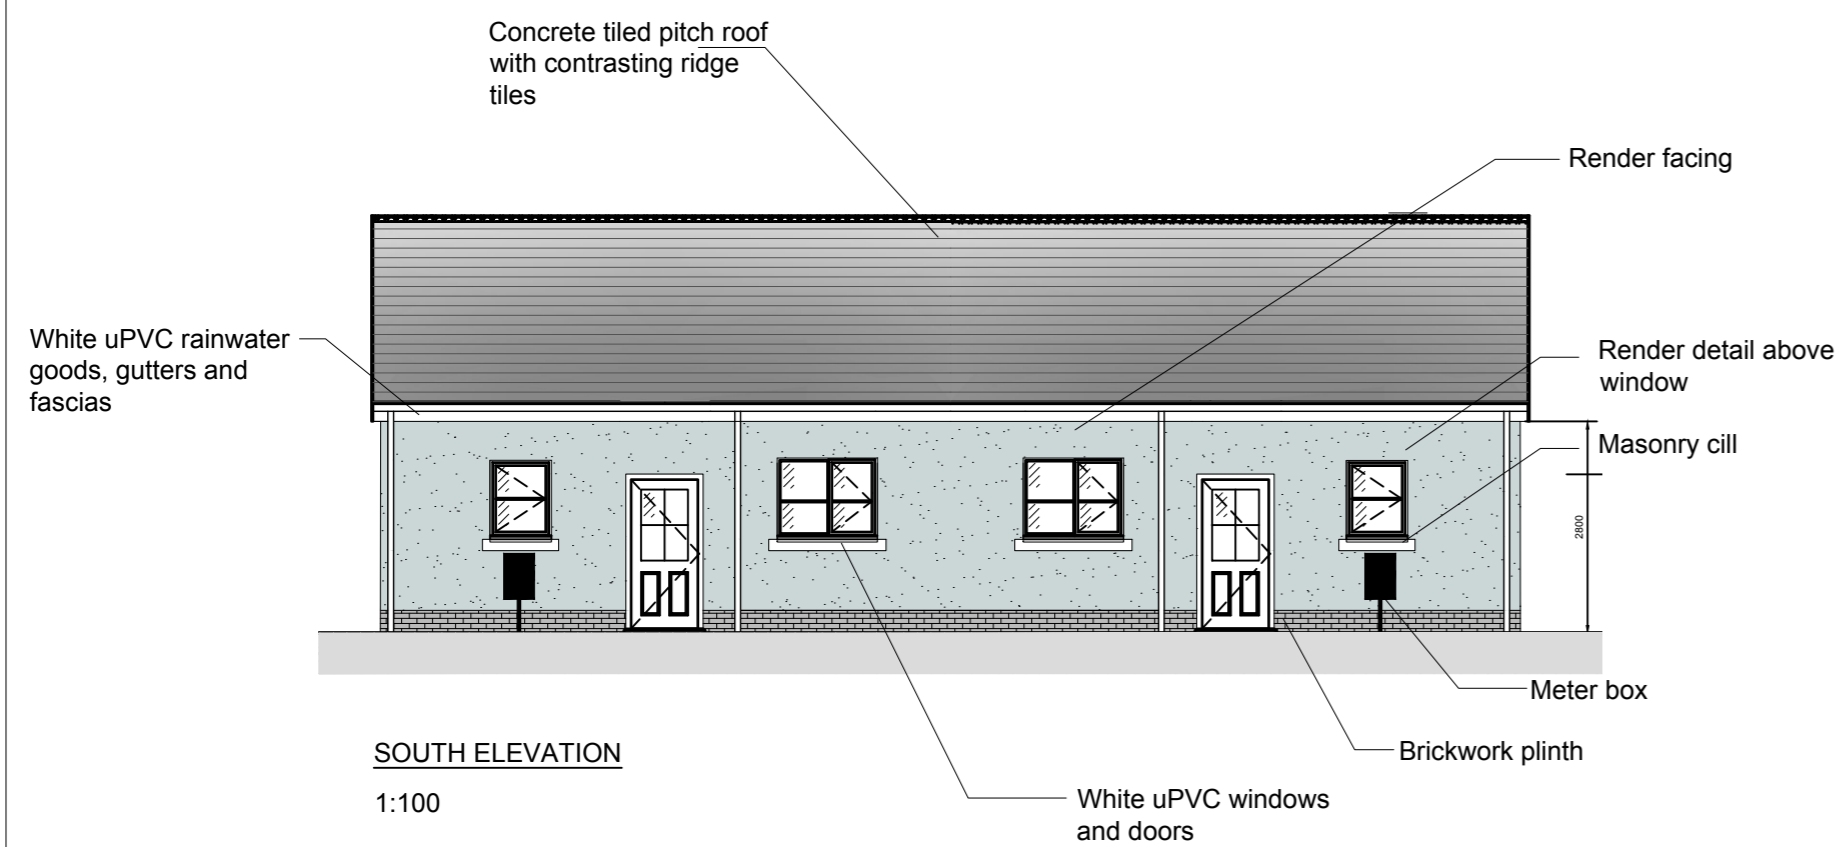 Concrete tiled pitch roof
with contrasting ridge
tiles
Render facing
White uPVC rainwater
goods, gutters and
fascias
Render detail above
window
Masonry cill
2800
Meter box
Brickwork plinth
White uPVC windows
and doors
SOUTH ELEVATION
1:100